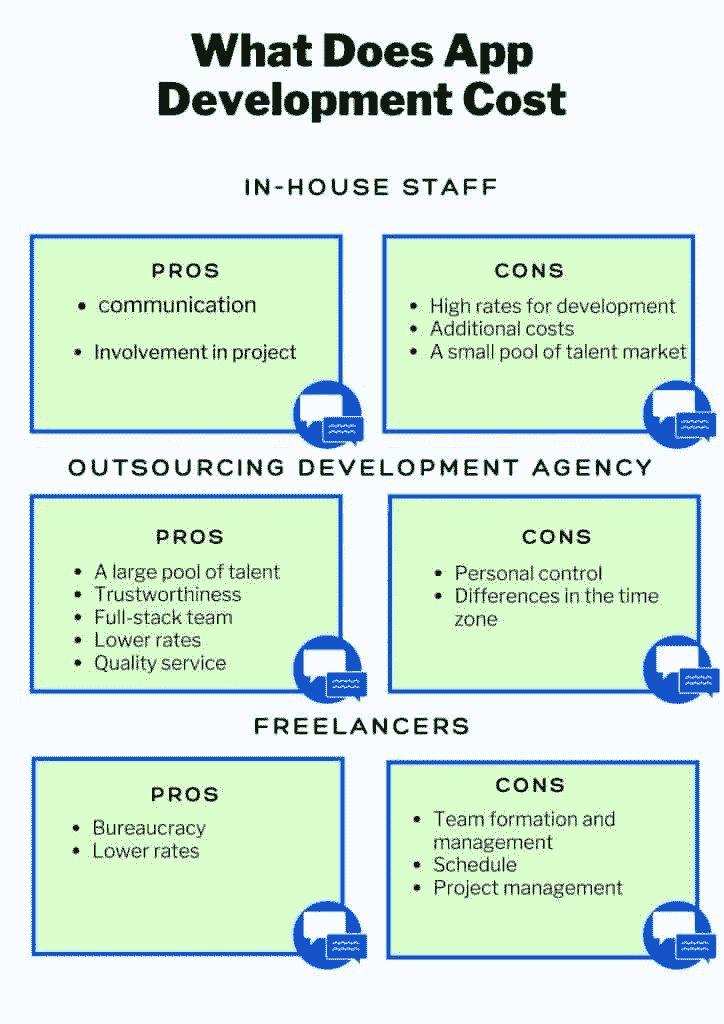 What Does App
Development Cost
IN-HOUSE STAFF
PROS
• communication
• Involvement in project
CONS
• High rates for development
• Additional costs
• A small pool of talent market
OUTSOURCING DEVELOPMENT AGENCY
PROS
• A large pool of talent
• Trustworthiness
• Full-stack team
• Lower rates
• Quality service
CONS
• Personal control
• Differences in the time
zone
FREELANCERS
PROS
• Bureaucracy
• Lower rates
CONS
• Team formation and
management
• Schedule
• Project management